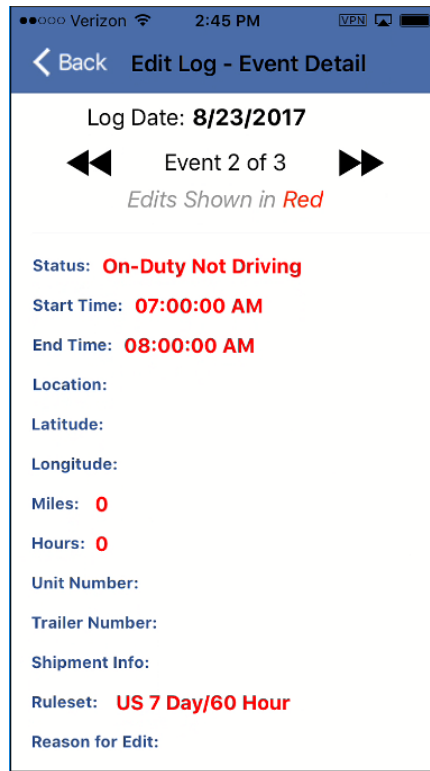 ●●○○○ Verizon 2:45 PM VPN
Back Edit Log - Event Detail
Log Date: 8/23/2017
Event 2 of 3
Edits Shown in Red
Status: On-Duty Not Driving
Start Time: 07:00:00 AM
End Time: 08:00:00 AM
Location:
Latitude:
Longitude:
Miles: 0
Hours: 0
Unit Number:
Trailer Number:
Shipment Info:
Ruleset: US 7 Day/60 Hour
Reason for Edit: